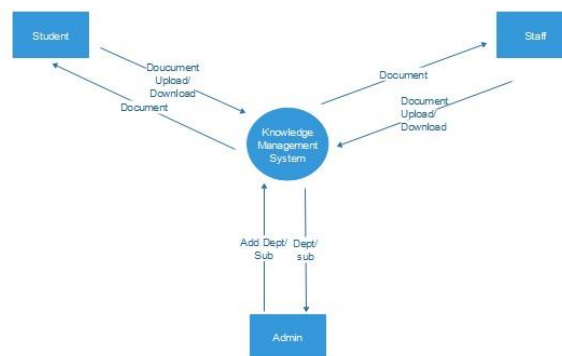 Student
Staff
Doucument
Upload/
Download
Document
Document
Document
Upload/
Download
Knowledge
Management
System
Add Dept/
Sub
Dept/
sub
Admin